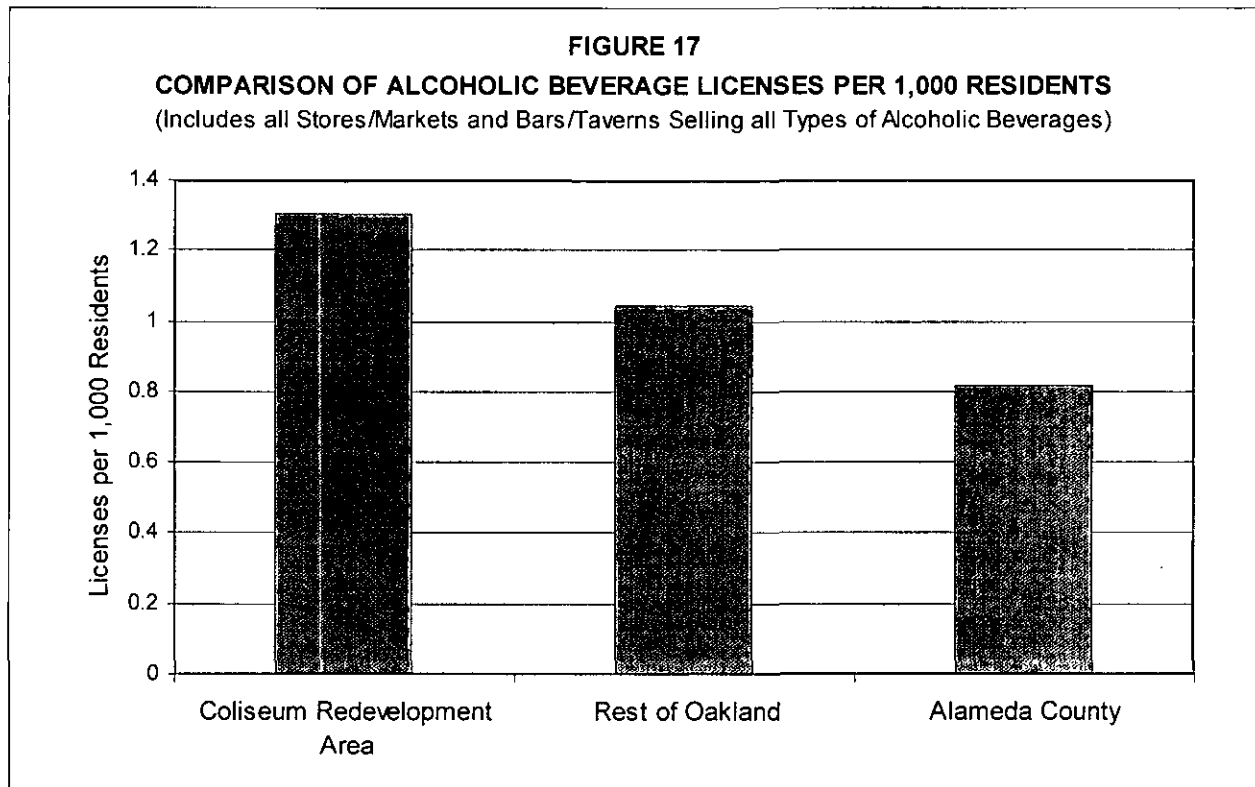 FIGURE 17
COMPARISON OF ALCOHOLIC BEVERAGE LICENSES PER 1,000 RESIDENTS
(Includes all Stores/Markets and Bars/Taverns Selling all Types of Alcoholic Beverages)
Licenses per 1,000 Residents
1.4
1.2
1
0.8
0.6
0.4
0.2
0
Coliseum Redevelopment
Area
Rest of Oakland
Alameda County